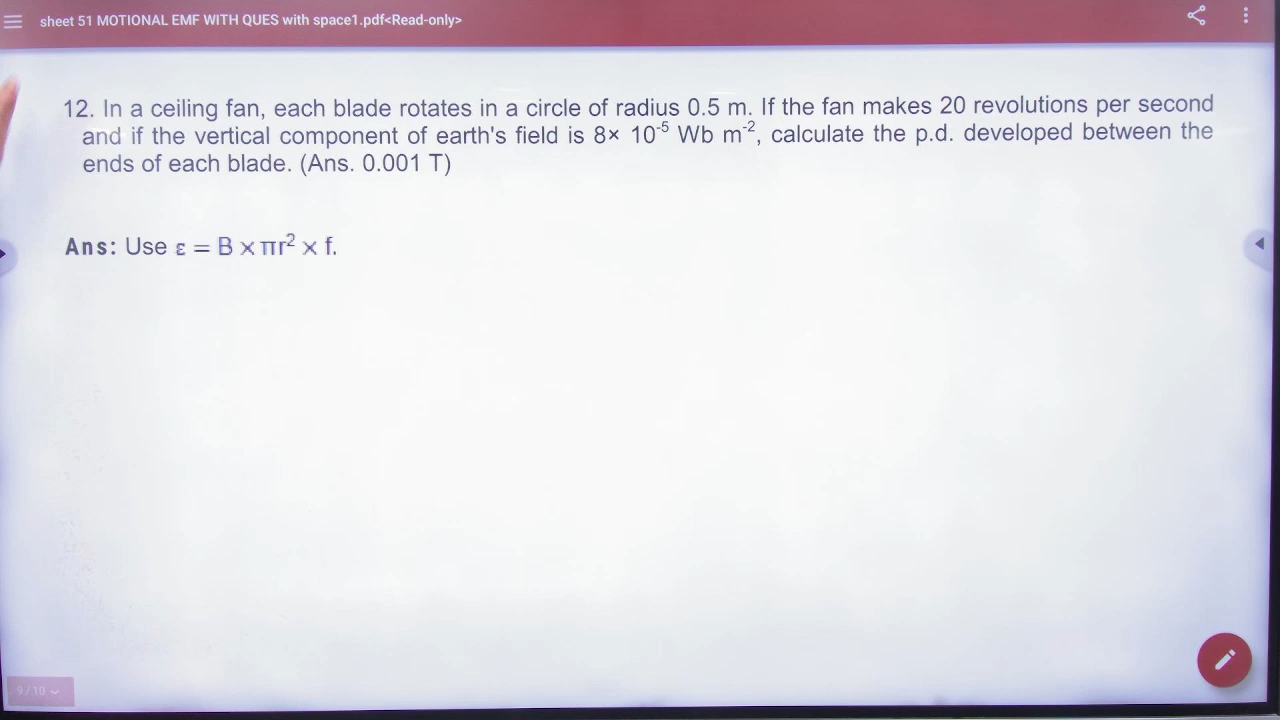 sheet 51 MOTIONAL EMF WITH QUES with space1.pdf<Read-only>
12. In a ceiling fan, each blade rotates in a circle of radius 0.5 m. If the fan makes 20 revolutions per second
and if the vertical component of earth's field is 8× 10⁻⁵ Wb m⁻², calculate the p.d. developed between the
ends of each blade. (Ans. 0.001 T)
Ans: Use ε = B × πr² × f.
9 / 10